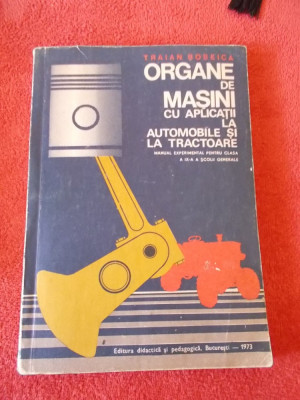 TRAIAN
ORGANE
DE
MAȘINI
CU APLICAȚII
LA
AUTOMOBILE ȘI
LA TRACTOARE
MANUAL EXPERIMENTAL PENTRU CLASA
A IX-A A ȘCOLII GENERALE
Editura didactică și pedagogică, București — 1973